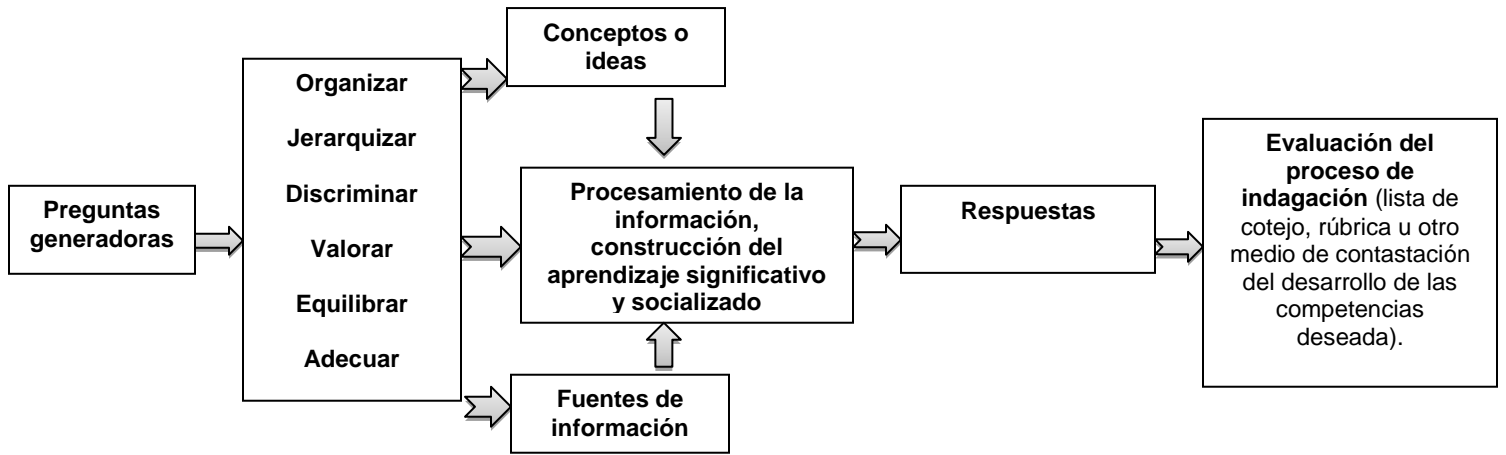 Preguntas
generadoras
Organizar
Jerarquizar
Discriminar
Valorar
Equilibrar
Adecuar
Conceptos o
ideas
Procesamiento de la
información,
construcción del
aprendizaje significativo
y socializado
Fuentes de
información
Respuestas
Evaluación del
proceso de
indagación (lista de
cotejo, rúbrica u otro
medio de contastación
del desarrollo de las
competencias
deseada).